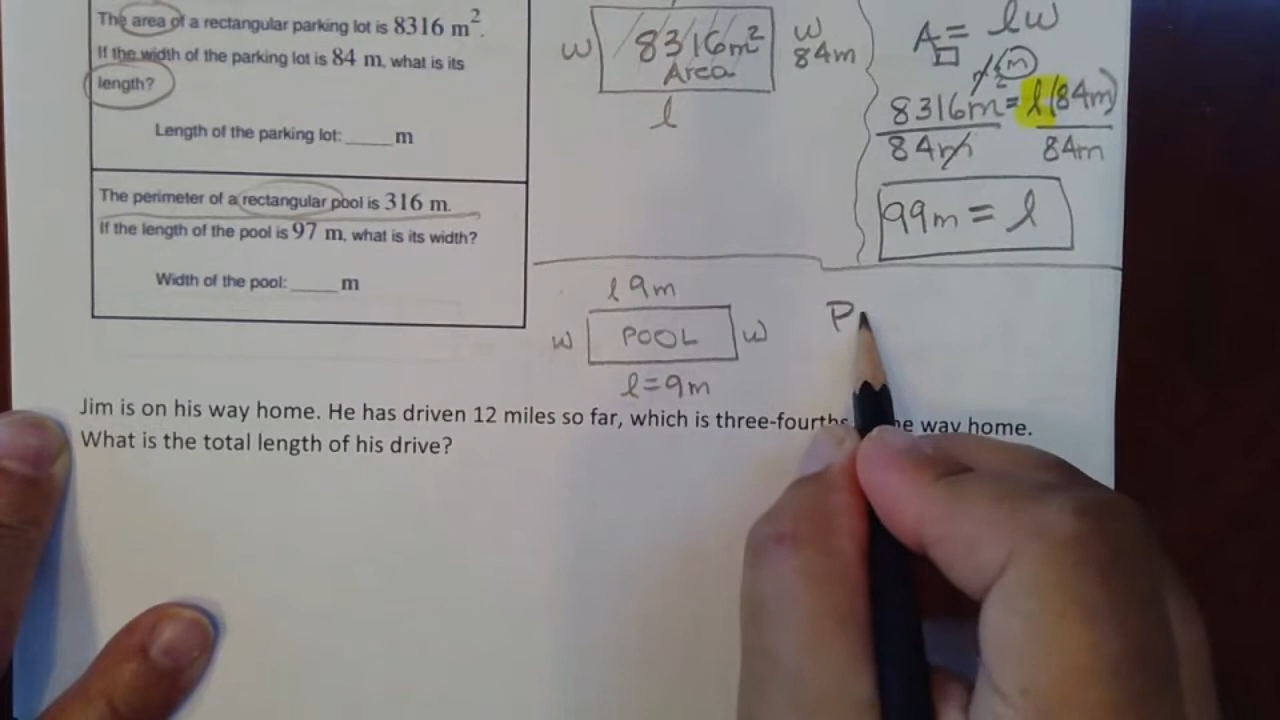 The area of a rectangular parking lot is 8316 m².
If the width of the parking lot is 84 m, what is its
length?
Length of the parking lot: _____ m
The perimeter of a rectangular pool is 316 m.
If the length of the pool is 97 m, what is its width?
Width of the pool: _____ m
w
8316m²
Area
w
84m
l
A = lw
m
8316m² = l(84m)
84m
84m
99m = l
l 9m
w
POOL
w
l=9m
P
Jim is on his way home. He has driven 12 miles so far, which is three-fourths way home.
What is the total length of his drive?